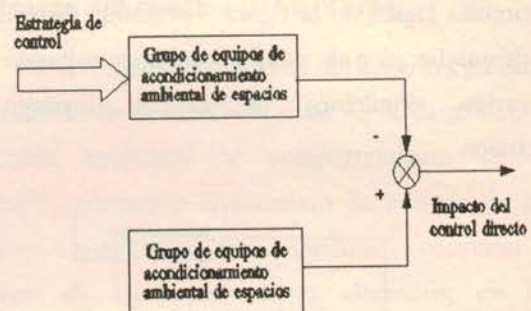 Estrategia de
control
Grupo de equipos de
acondicionamiento
ambiental de espacios
-
+
Impacto del
control directo
Grupo de equipos de
acondicionamiento
ambiental de espacios